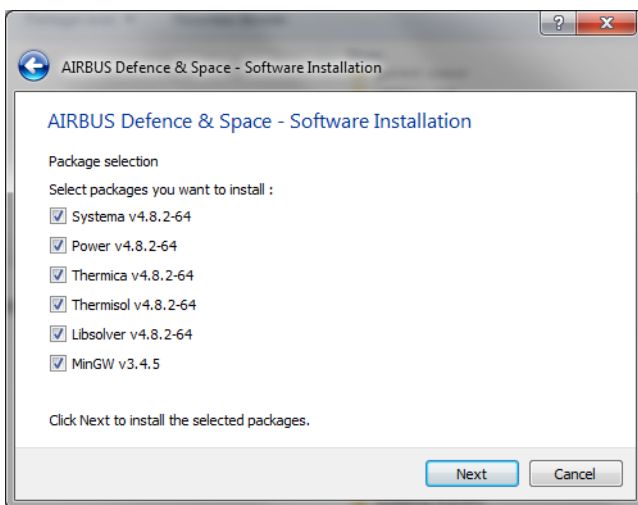 AIRBUS Defence & Space - Software Installation
AIRBUS Defence & Space - Software Installation
Package selection
Select packages you want to install :
Systema v4.8.2-64
Power v4.8.2-64
Thermica v4.8.2-64
Thermisol v4.8.2-64
Libsolver v4.8.2-64
MinGW v3.4.5
Click Next to install the selected packages.
Next Cancel